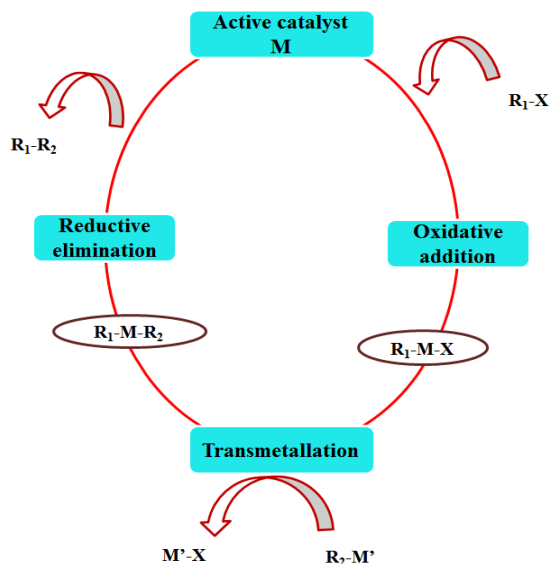 Active catalyst
M
R₁-X
R₁-R₂
Reductive
elimination
Oxidative
addition
R₁-M-R₂
R₁-M-X
Transmetallation
M’-X
R₂-M’